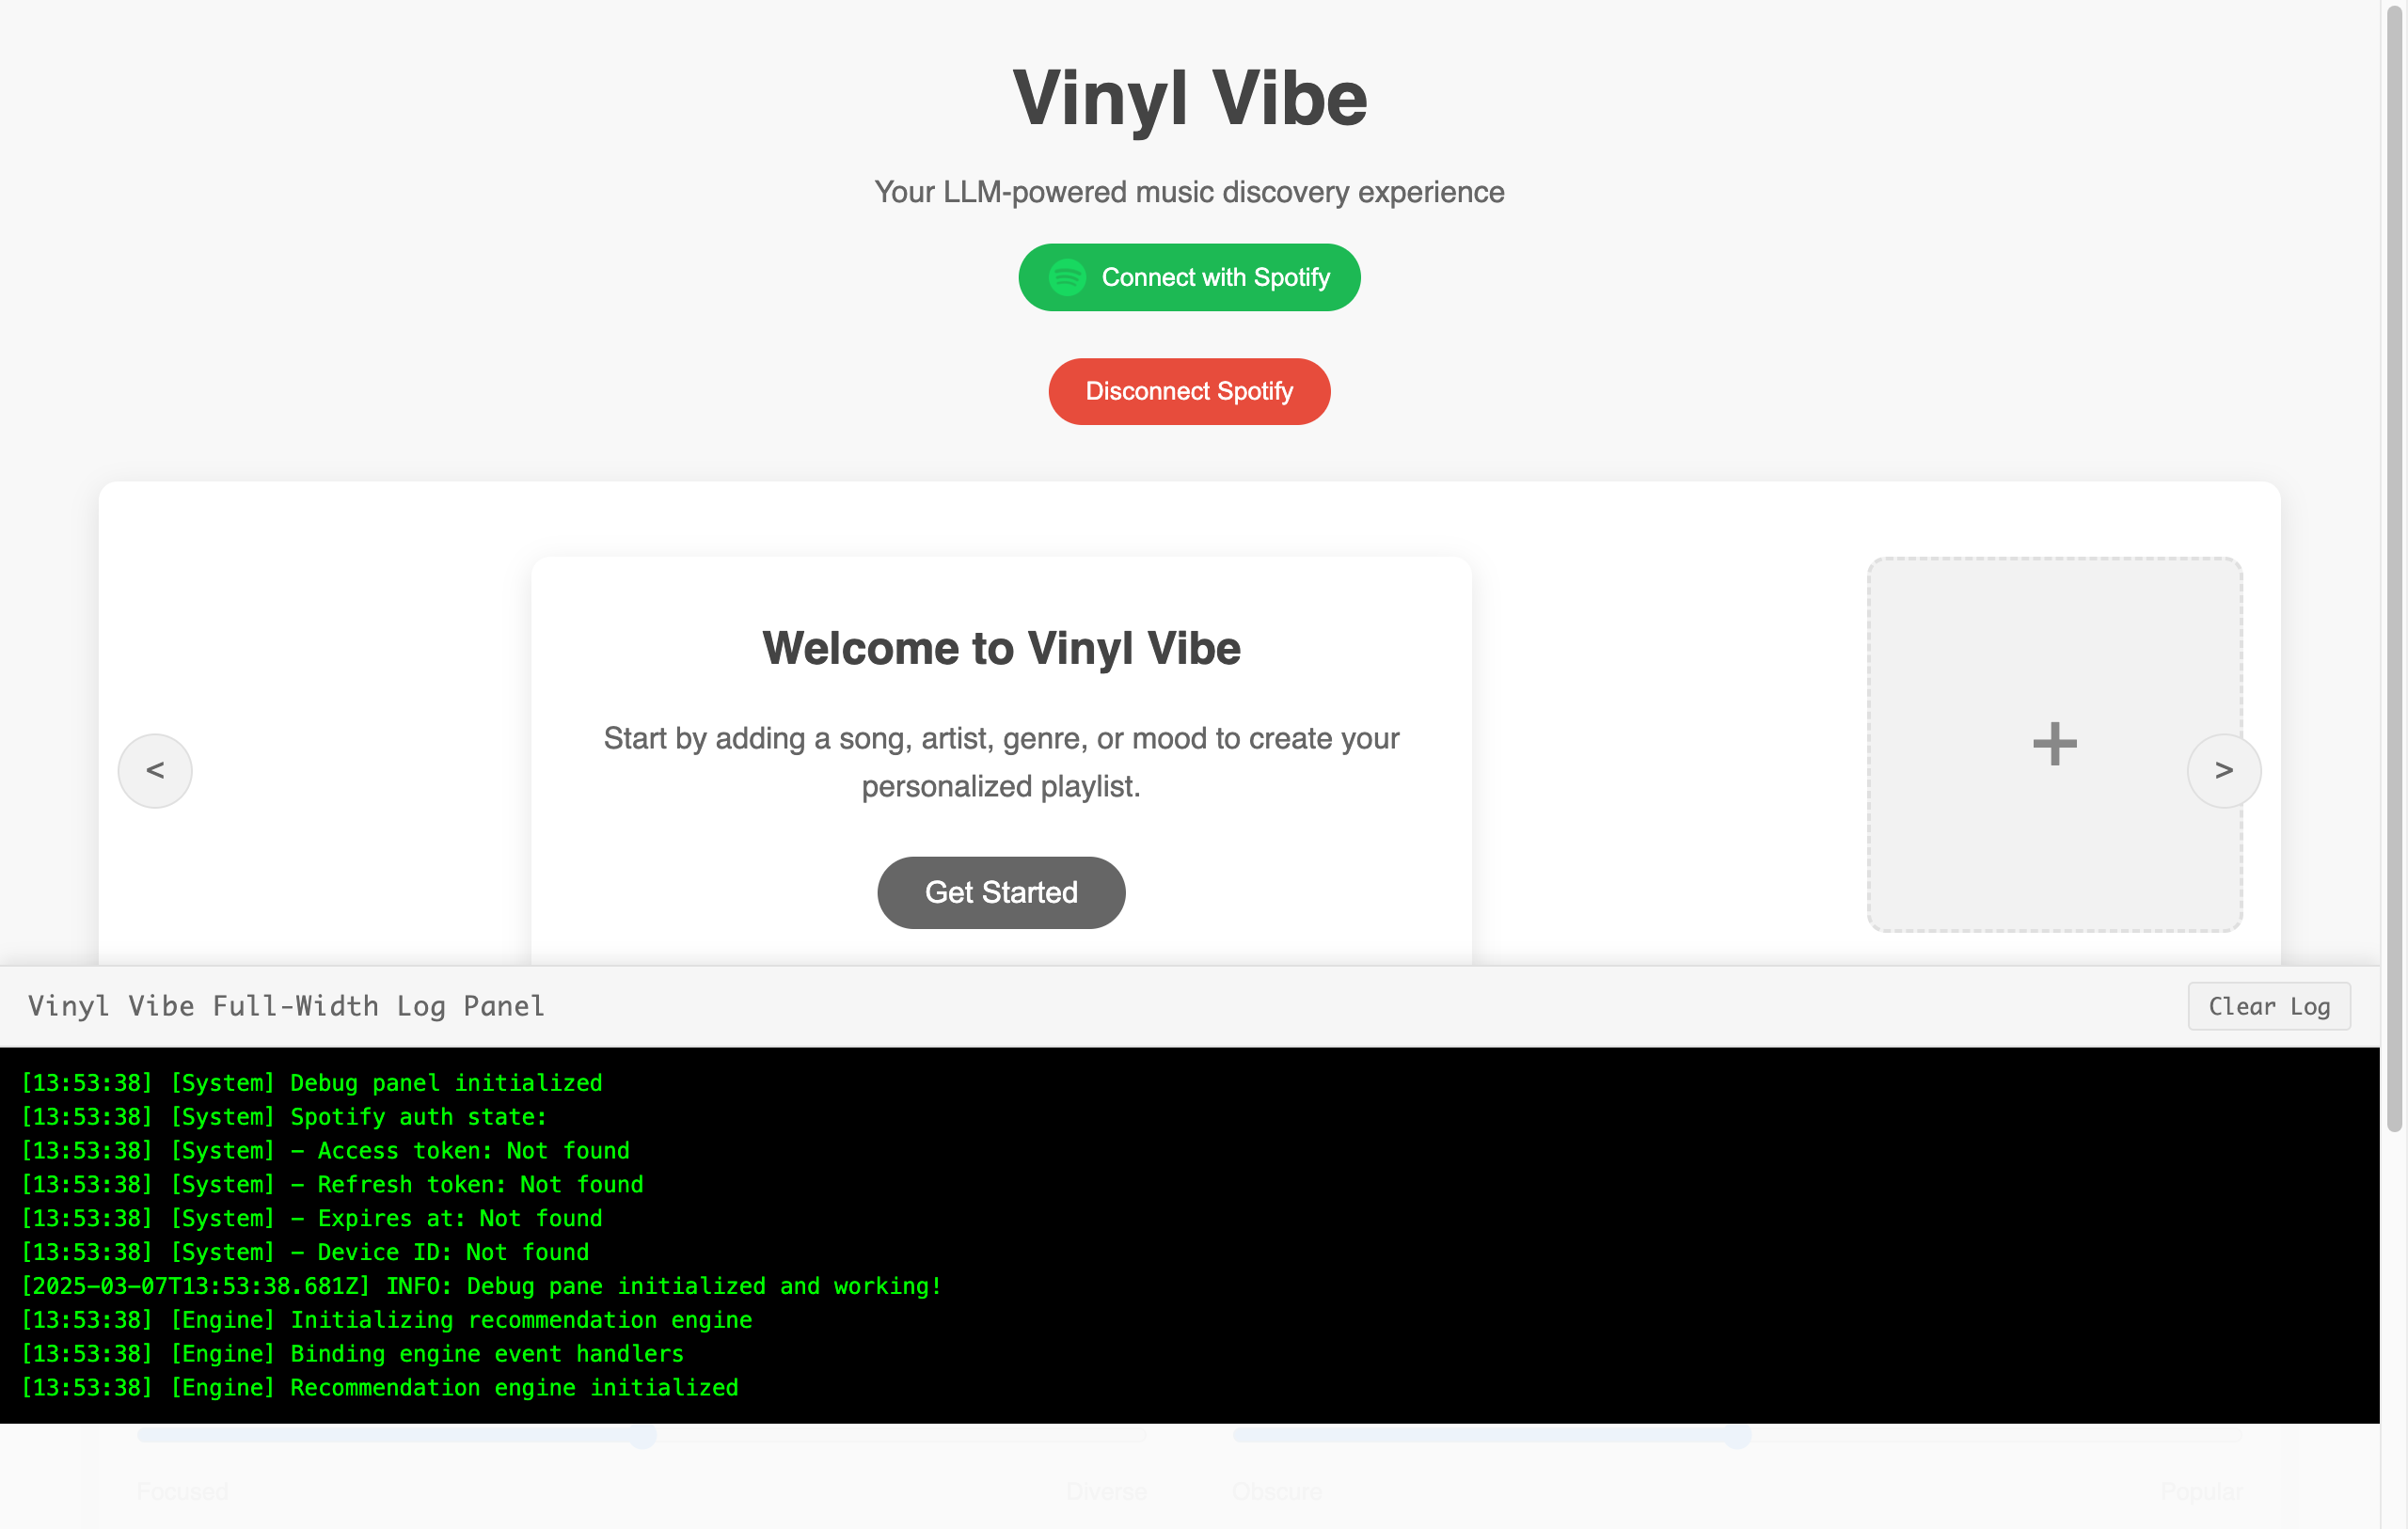 Vinyl Vibe
Your LLM-powered music discovery experience
Connect with Spotify
Disconnect Spotify
Welcome to Vinyl Vibe
Start by adding a song, artist, genre, or mood to create your
personalized playlist.
Get Started
<
+
>
Vinyl Vibe Full-Width Log Panel
Clear Log
[13:53:38] [System] Debug panel initialized
[13:53:38] [System] Spotify auth state:
[13:53:38] [System] - Access token: Not found
[13:53:38] [System] - Refresh token: Not found
[13:53:38] [System] - Expires at: Not found
[13:53:38] [System] - Device ID: Not found
[2025-03-07T13:53:38.681Z] INFO: Debug pane initialized and working!
[13:53:38] [Engine] Initializing recommendation engine
[13:53:38] [Engine] Binding engine event handlers
[13:53:38] [Engine] Recommendation engine initialized
Focused
Diverse
Obscure
Popular